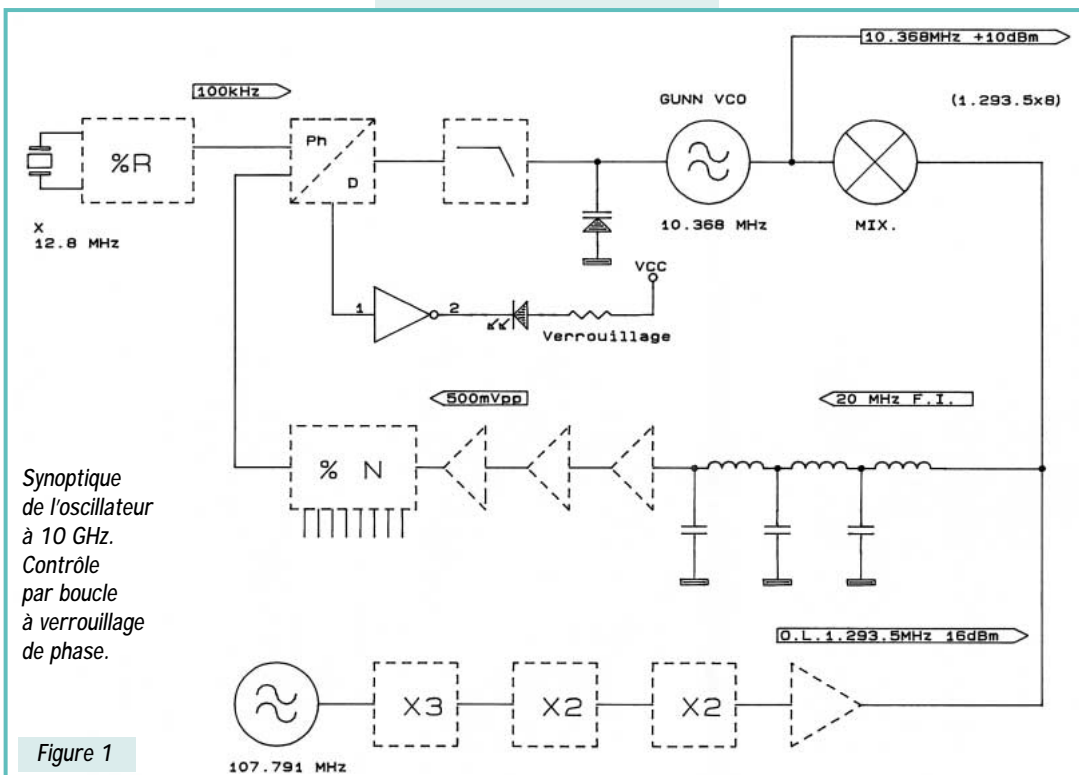 10.368MHz +10dBm
100kHz
GUNN VCO
(1.293.5x8)
Ph
D
%R
X
12.8 MHz
10.368 MHz
MIX.
VCC
1
2
Verrouillage
500mVpp
20 MHz F.I.
% N
Synoptique
de l'oscillateur
à 10 GHz.
Contrôle
par boucle
à verrouillage
de phase.
O.L.1.293.5MHz 16dBm
X3
X2
X2
Figure 1
107.791 MHz